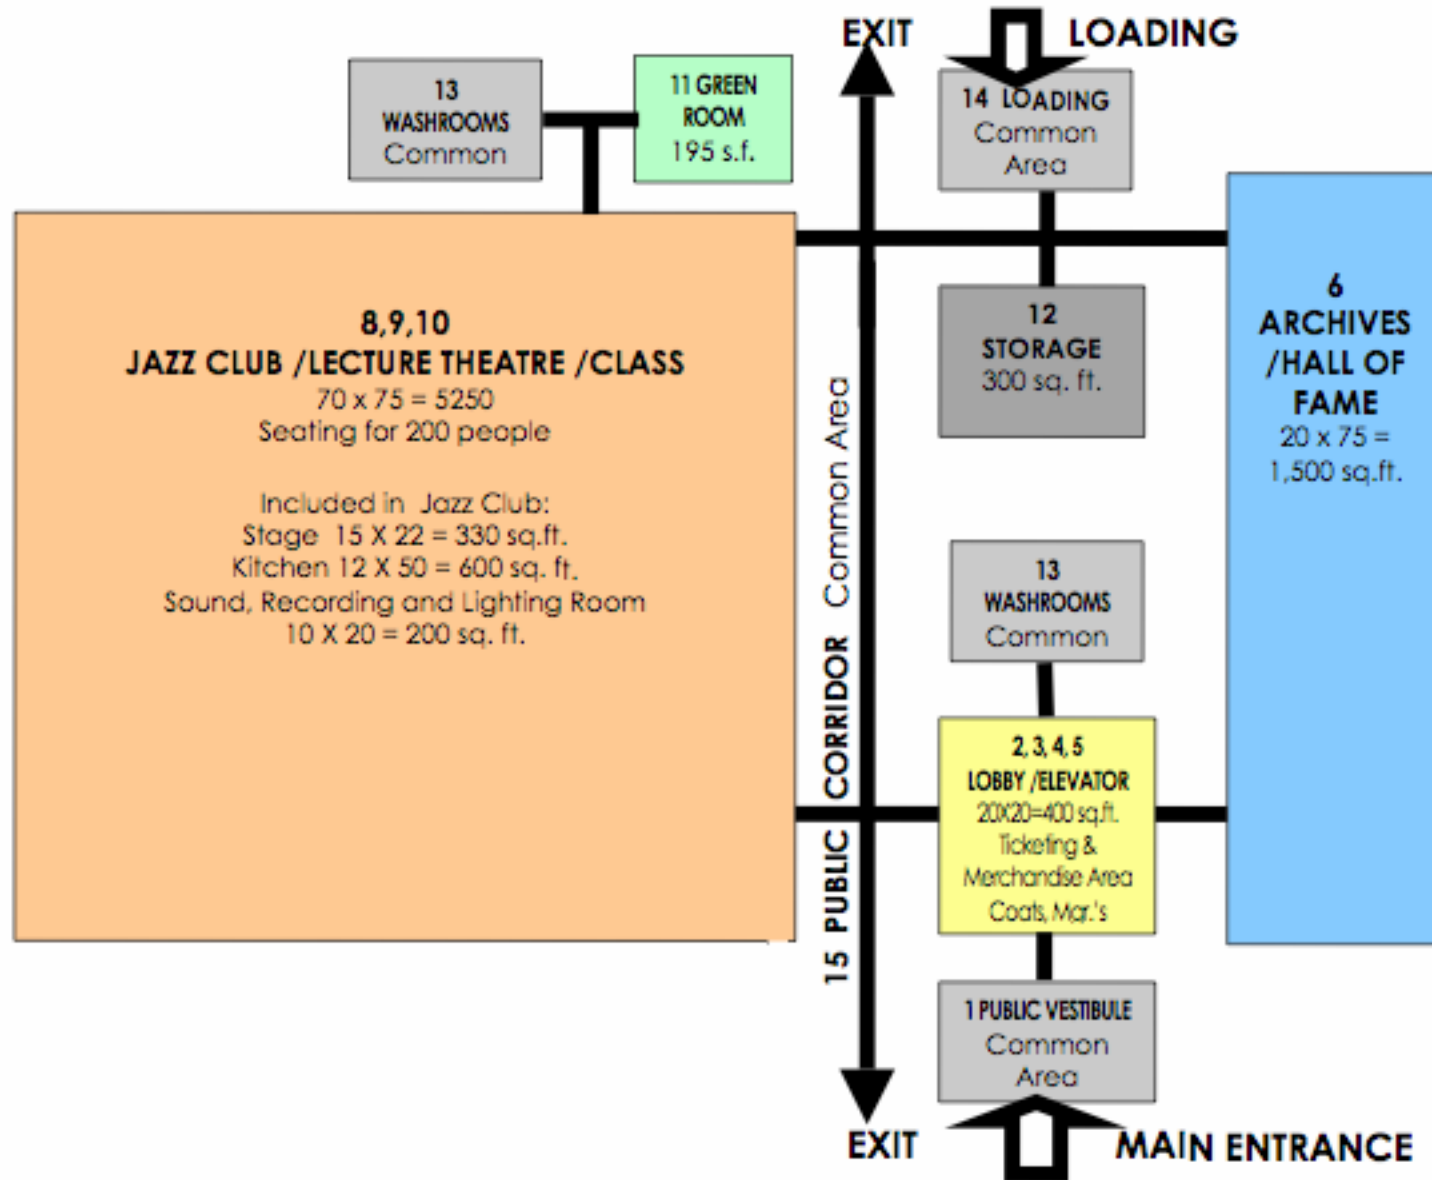 EXIT
LOADING
13
WASHROOMS
Common
11 GREEN
ROOM
195 s.f.
14 LOADING
Common
Area
8,9,10
JAZZ CLUB /LECTURE THEATRE /CLASS
70 x 75 = 5250
Seating for 200 people
Included in Jazz Club:
Stage 15 X 22 = 330 sq.ft.
Kitchen 12 X 50 = 600 sq. ft.
Sound, Recording and Lighting Room
10 X 20 = 200 sq. ft.
15 PUBLIC CORRIDOR Common Area
12
STORAGE
300 sq. ft.
6
ARCHIVES
/HALL OF
FAME
20 x 75 =
1,500 sq.ft.
13
WASHROOMS
Common
2, 3, 4, 5
LOBBY /ELEVATOR
20X20=400 sq.ft.
Ticketing &
Merchandise Area
Coats, Mgr.'s
1 PUBLIC VESTIBULE
Common
Area
EXIT
MAIN ENTRANCE